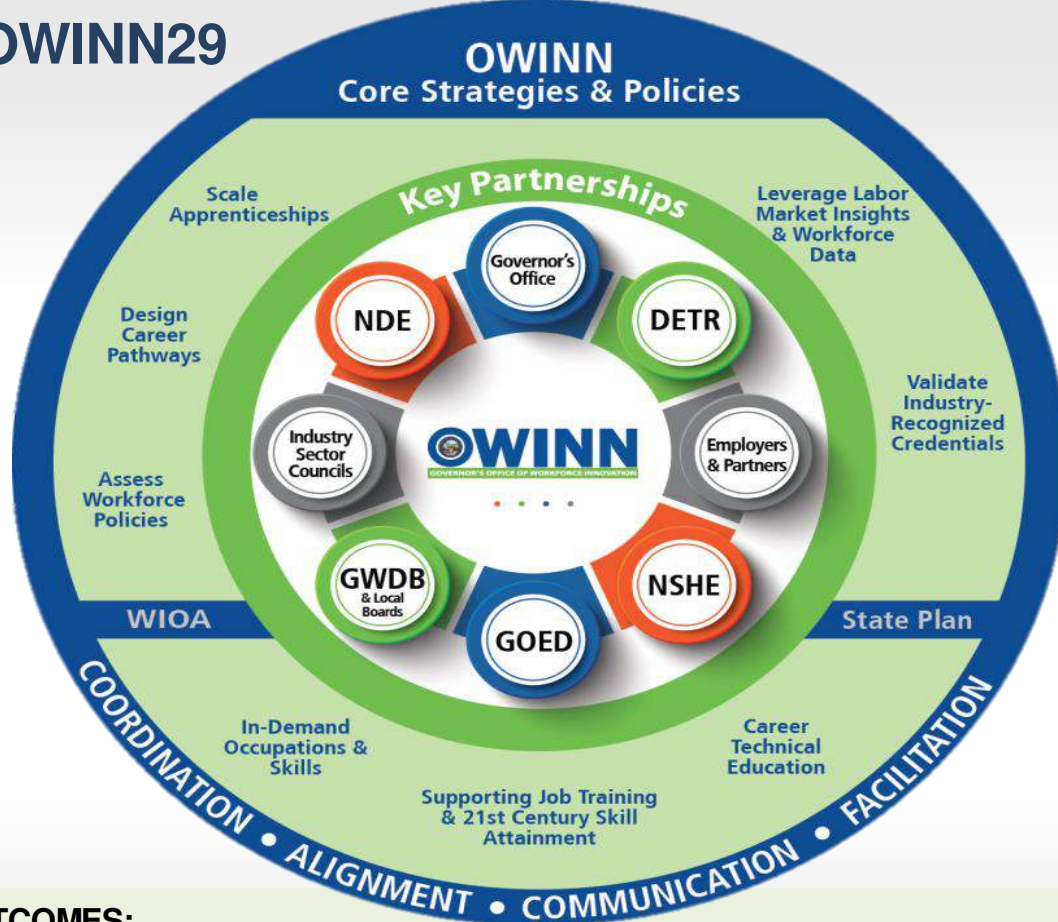 OWINN29
OWINN
Core Strategies & Policies
Key Partnerships
Scale
Apprenticeships
Design
Career
Pathways
Assess
Workforce
Policies
Leverage Labor
Market Insights
& Workforce
Data
Validate
Industry-
Recognized
Credentials
Governor's
Office
NDE
DETR
Industry
Sector
Councils
Employers
& Partners
OWINN
GOVERNOR'S OFFICE OF WORKFORCE INNOVATION
GWDB
& Local
Boards
NSHE
GOED
WIOA
State Plan
In-Demand
Occupations &
Skills
Career
Technical
Education
Supporting Job Training
& 21st Century Skill
Attainment
COORDINATION • ALIGNMENT • COMMUNICATION • FACILITATION
TCOMES: